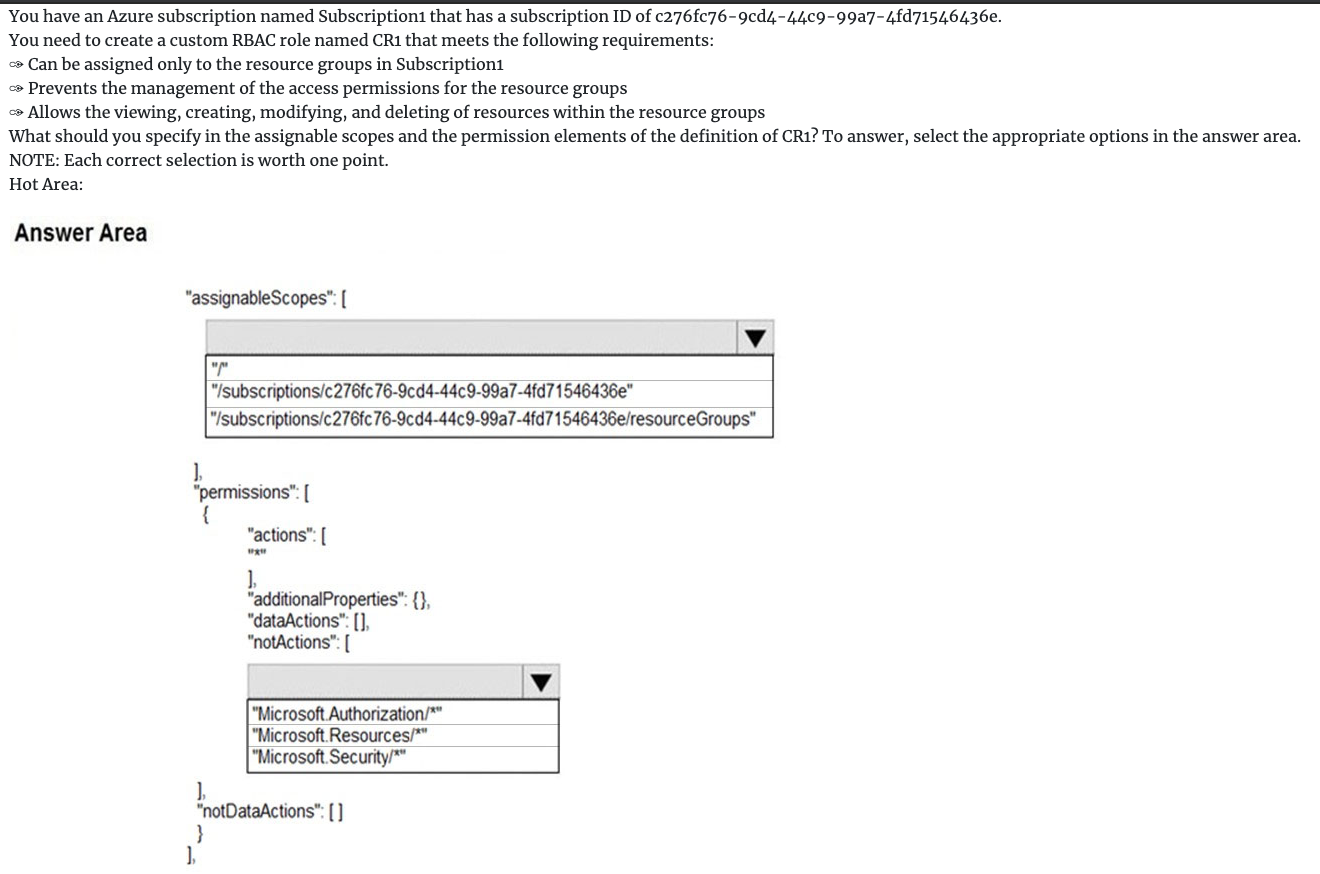 You have an Azure subscription named Subscription1 that has a subscription ID of c276fc76-9cd4-44c9-99a7-4fd71546436e.
You need to create a custom RBAC role named CR1 that meets the following requirements:
✑ Can be assigned only to the resource groups in Subscription1
✑ Prevents the management of the access permissions for the resource groups
✑ Allows the viewing, creating, modifying, and deleting of resources within the resource groups
What should you specify in the assignable scopes and the permission elements of the definition of CR1? To answer, select the appropriate options in the answer area.
NOTE: Each correct selection is worth one point.
Hot Area:
Answer Area
"assignableScopes": [
"/"
"/subscriptions/c276fc76-9cd4-44c9-99a7-4fd71546436e"
"/subscriptions/c276fc76-9cd4-44c9-99a7-4fd71546436e/resourceGroups"
],
"permissions": [
{
"actions": [
"*"
],
"additionalProperties": {},
"dataActions": [],
"notActions": [
"Microsoft.Authorization/*"
"Microsoft.Resources/*"
"Microsoft.Security/*"
],
"notDataActions": [ ]
}
],